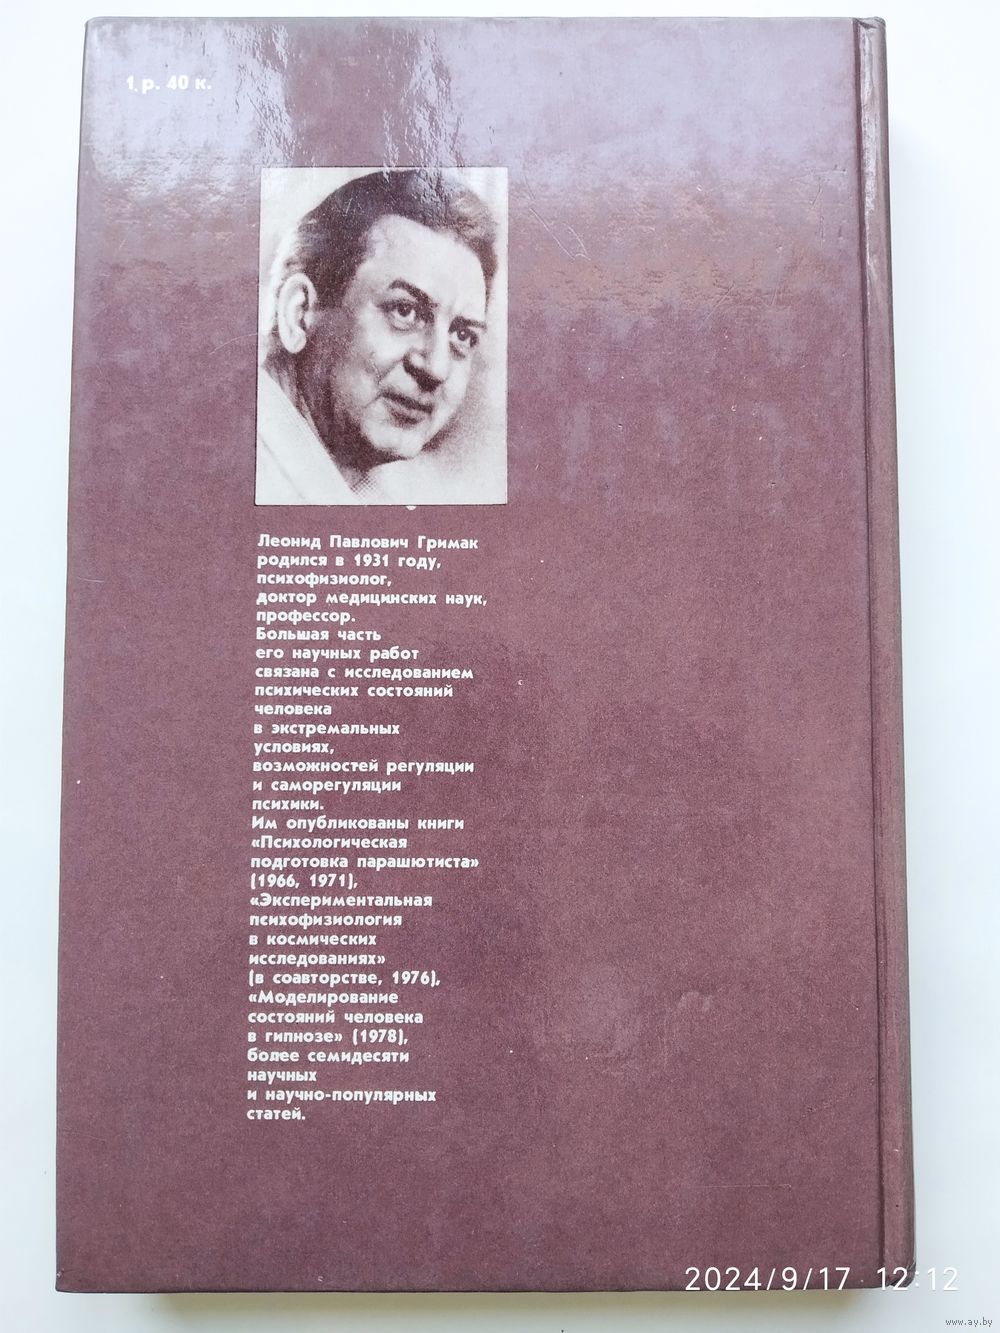 1 р. 40 к.
Леонид Павлович Гримак
родился в 1931 году,
психофизиолог,
доктор медицинских наук,
профессор.
Большая часть
его научных работ
связана с исследованием
психических состояний
человека
в экстремальных
условиях,
возможностей регуляции
и саморегуляции
психики.
Им опубликованы книги
«Психологическая
подготовка парашютиста»
(1966, 1971),
«Экспериментальная
психофизиология
в космических
исследованиях»
(в соавторстве, 1976),
«Моделирование
состояний человека
в гипнозе» (1978),
более семидесяти
научных
и научно-популярных
статей.
2024/9/17 12:12
www.ay.by